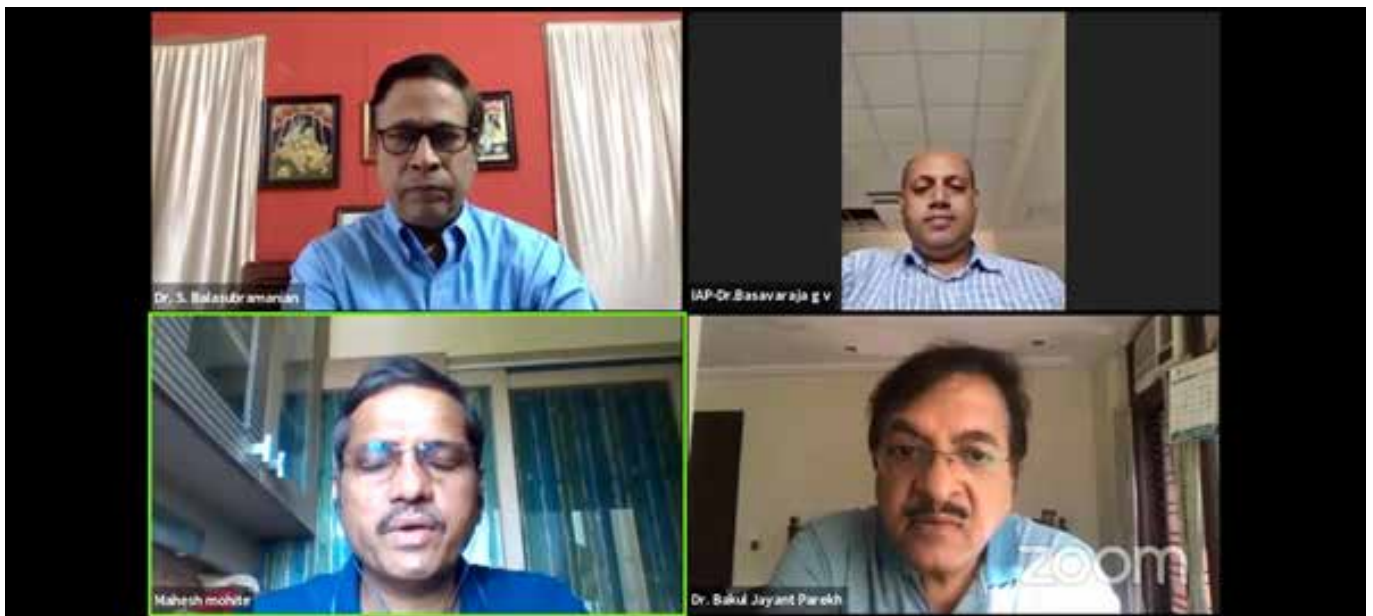 Dr. S. Balasubramanian
IAP-Dr.Basavaraja g v
Mahesh mohite
Dr. Bakul Jayant Parekh
zoom